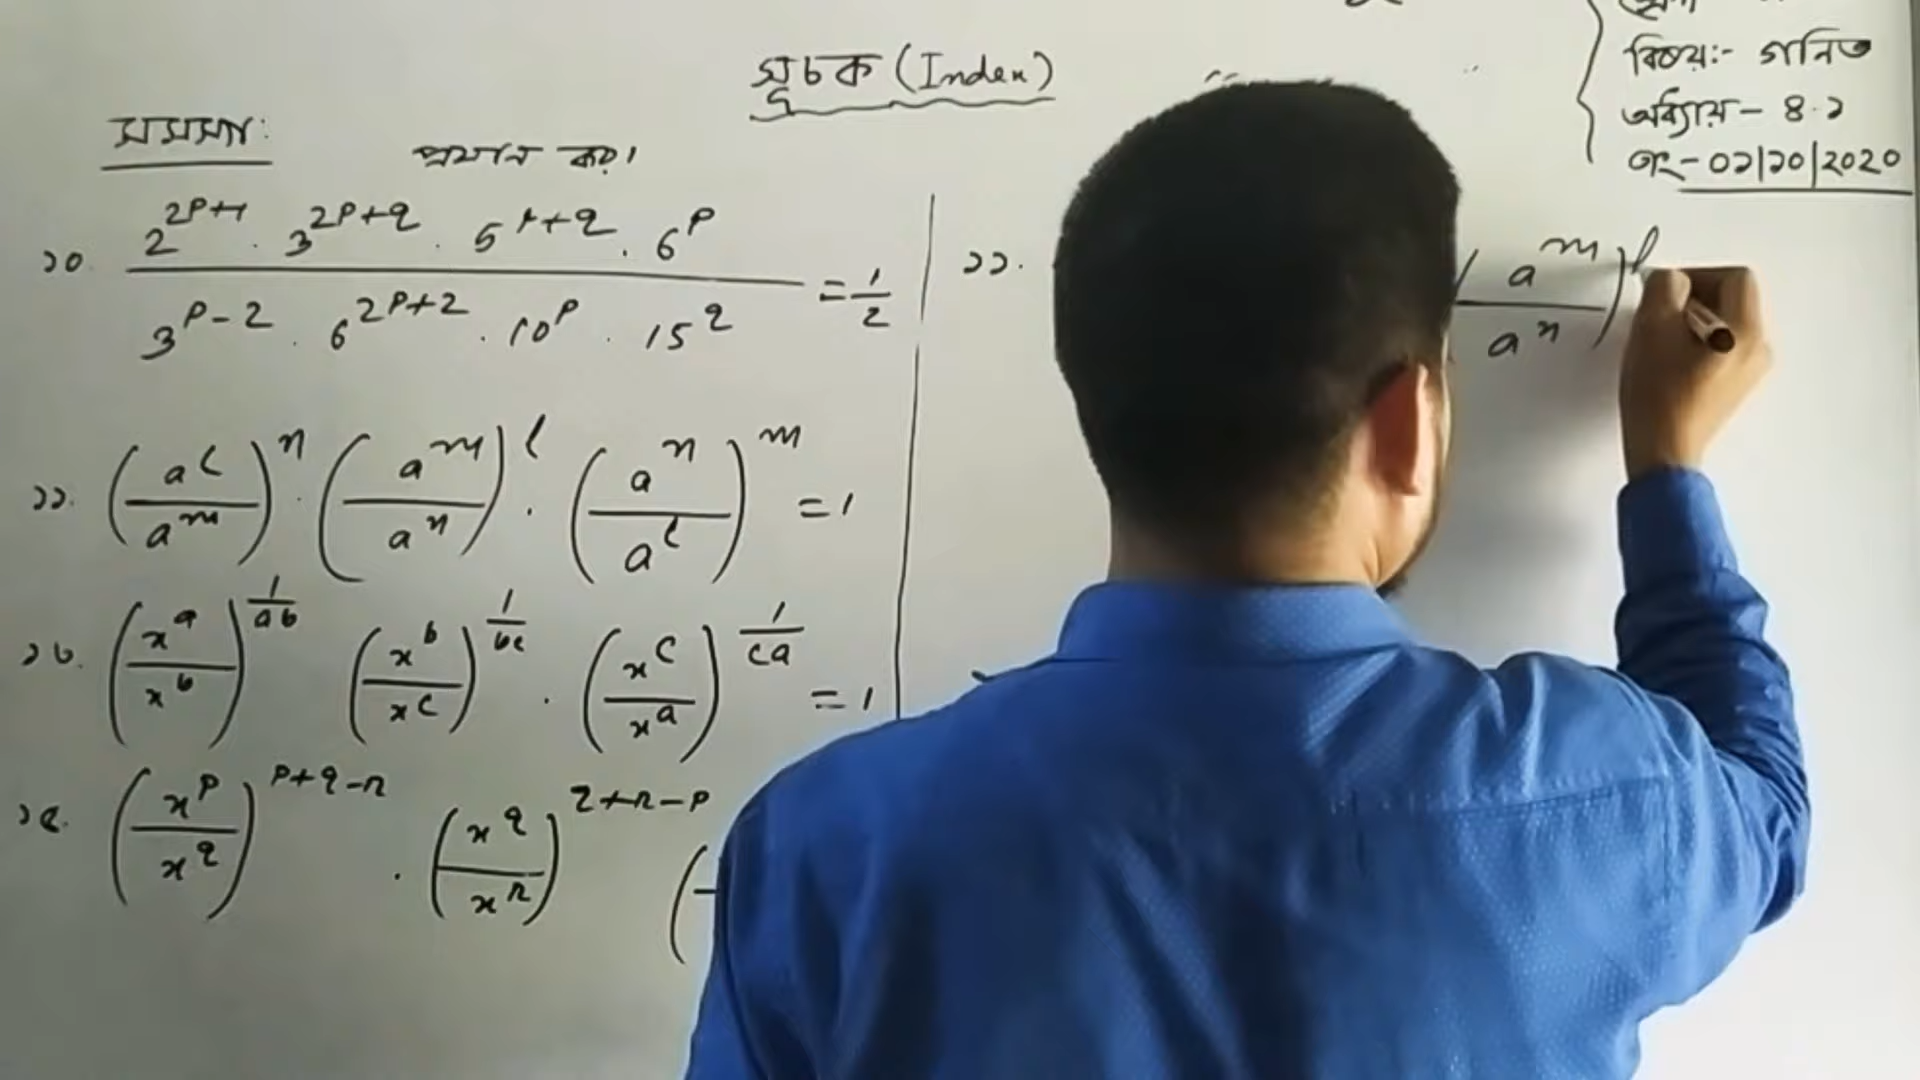 সূচক (Index)
বিষয়:- গনিত
অধ্যায় - ৪.১
তাং - ০১/১০/২০২০
সমস্যা: প্রমান কর।
১০. (2^{2p+1} · 3^{2p+q} · 5^{p+q} · 6^p) / (3^{p-2} · 6^{2p+2} · 10^p · 15^q) = 1/2
১১. (a^l / a^m)^n · (a^m / a^n)^l · (a^n / a^l)^m = 1
১৩. (x^a / x^b)^{1/ab} (x^b / x^c)^{1/bc} · (x^c / x^a)^{1/ca} = 1
১৪. (x^p / x^q)^{p+q-r} · (x^q / x^r)^{q+r-p} (
১১. (a^m / a^n)^l